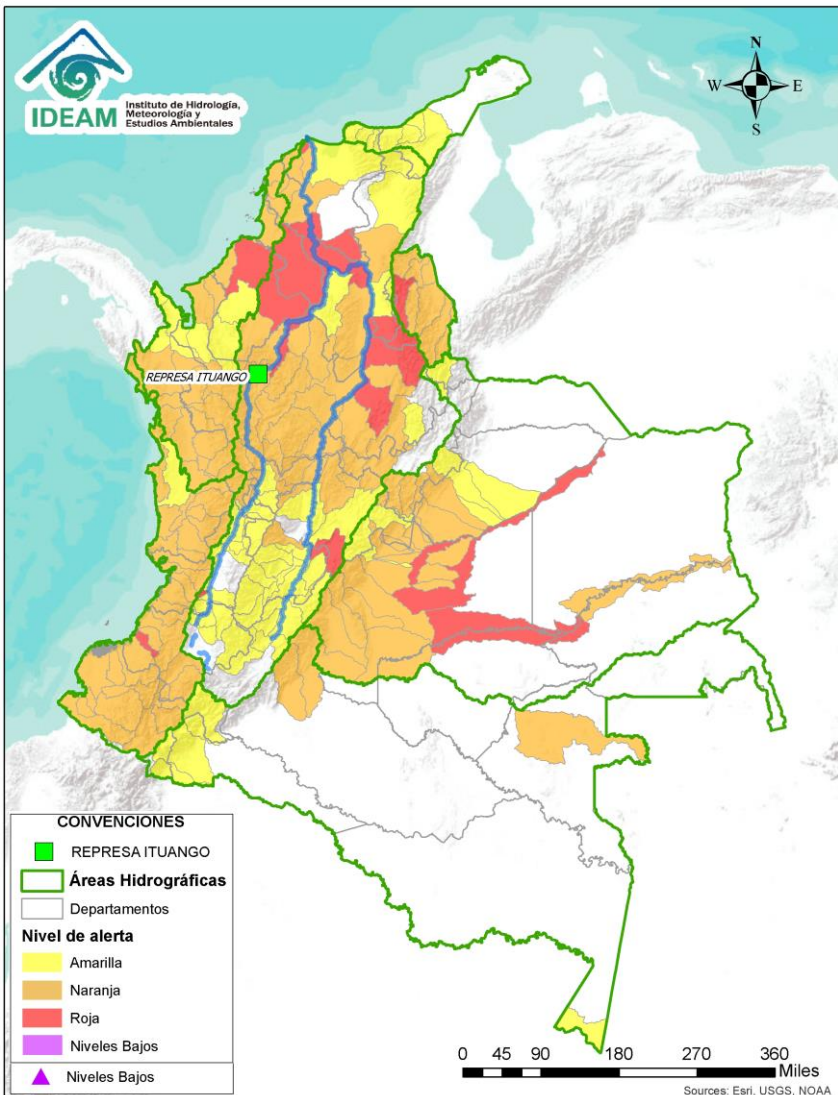 IDEAM
Instituto de Hidrología,
Meteorología y
Estudios Ambientales
N
W
E
S
REPRESA ITUANGO
CONVENCIONES
REPRESA ITUANGO
Áreas Hidrográficas
Departamentos
Nivel de alerta
Amarilla
Naranja
Roja
Niveles Bajos
Niveles Bajos
0 45 90 180 270 360
Miles
Sources: Esri, USGS, NOAA